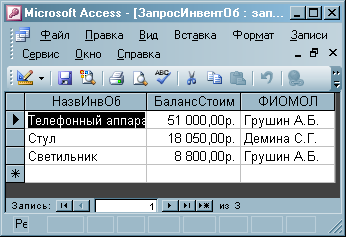 Microsoft Access - [ЗапросИнвентОб : зап...
Файл Правка Вид Вставка Формат Записи
Сервис Окно Справка
НазвИнвОб БалансСтоим ФИОМОЛ
Телефонный аппара 51 000,00р. Грушин А.Б.
Стул 18 050,00р. Демина С.Г.
Светильник 8 800,00р. Грушин А.Б.
Запись: 1 из 3
Ре